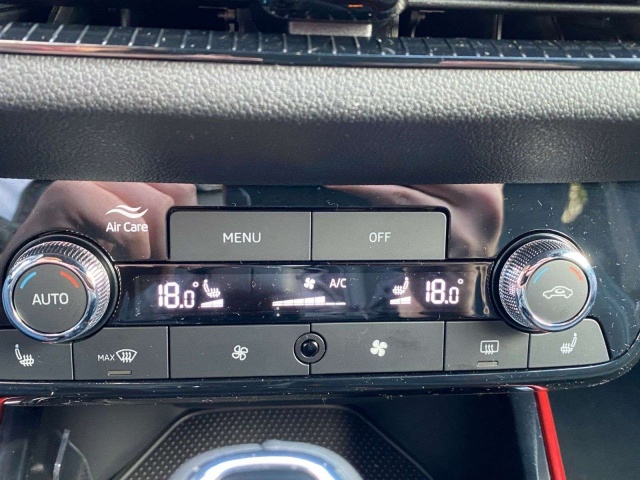 Air Care
MENU
OFF
AUTO
18.0°
A/C
18.0°
MAX